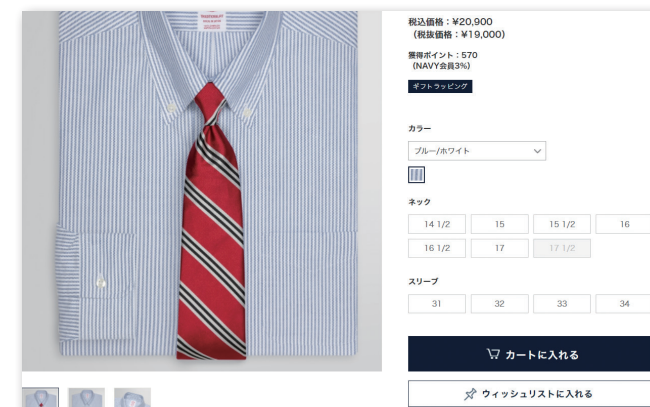 税込価格：¥20,900
（税抜価格：¥19,000）
獲得ポイント：570
（NAVY会員3%）
ギフトラッピング
カラー
ブルー/ホワイト
ネック
14 1/2 15 15 1/2 16
16 1/2 17 17 1/2
スリーブ
31 32 33 34
カートに入れる
ウィッシュリストに入れる